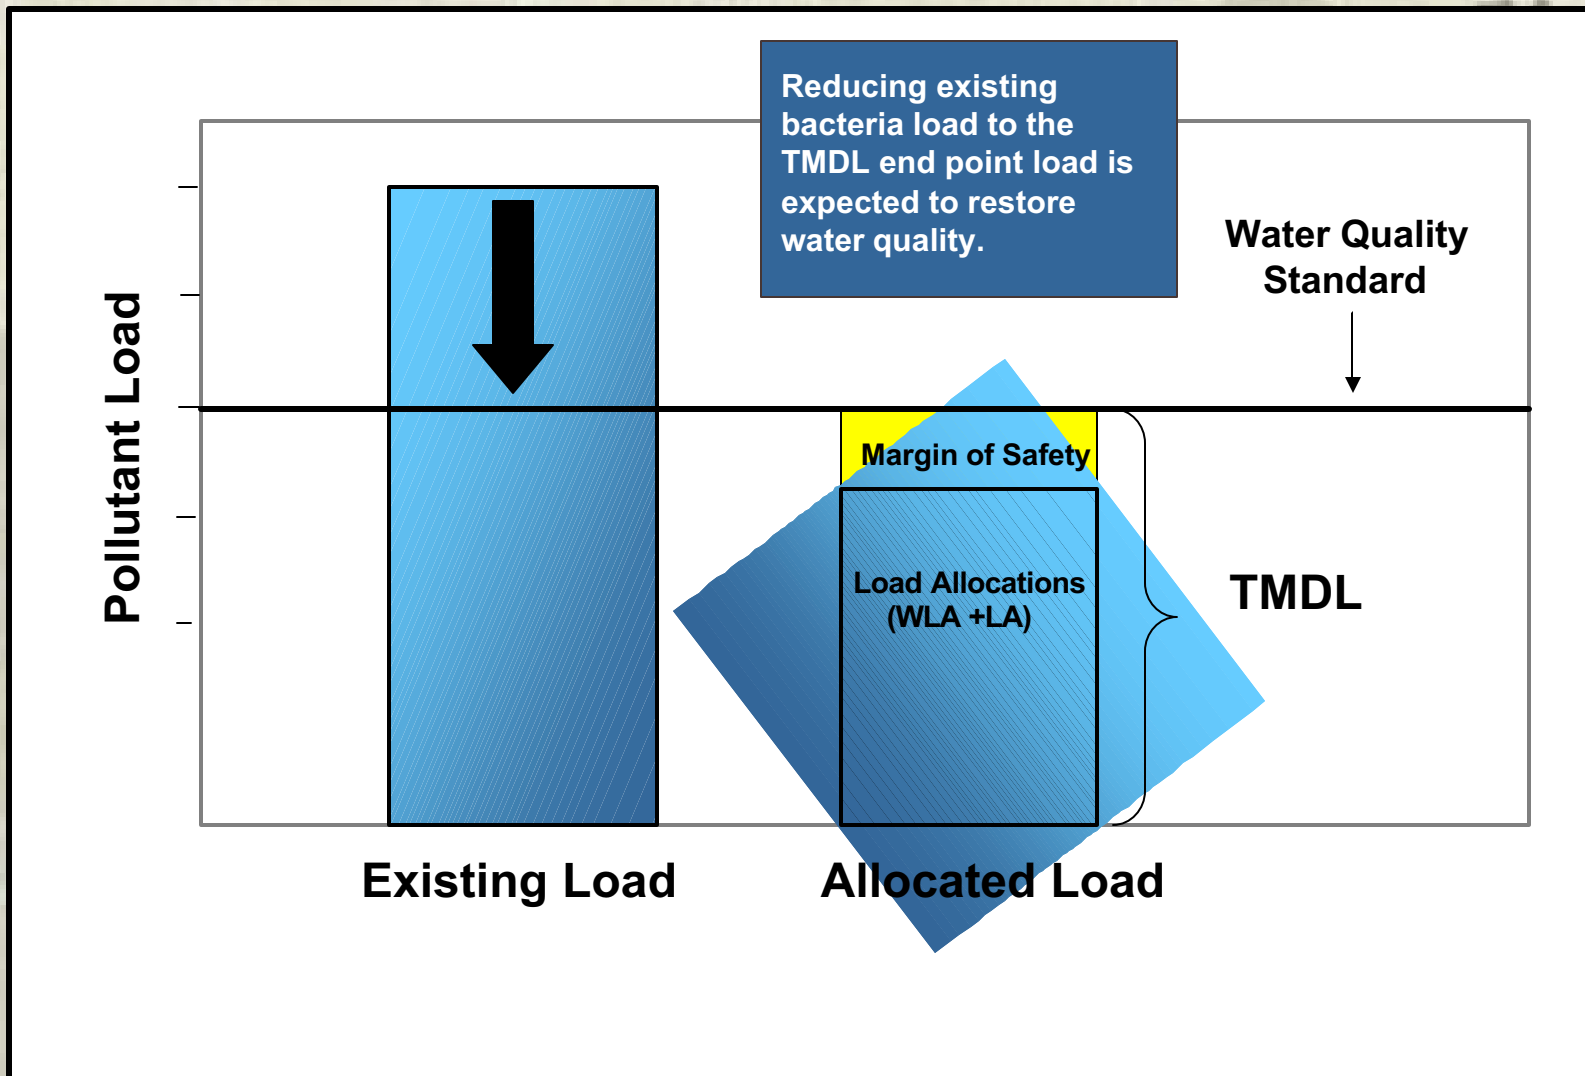 Reducing existing
bacteria load to the
TMDL end point load is
expected to restore
water quality.
Water Quality
Standard
Pollutant Load
Margin of Safety
Load Allocations
(WLA +LA)
TMDL
Existing Load
Allocated Load